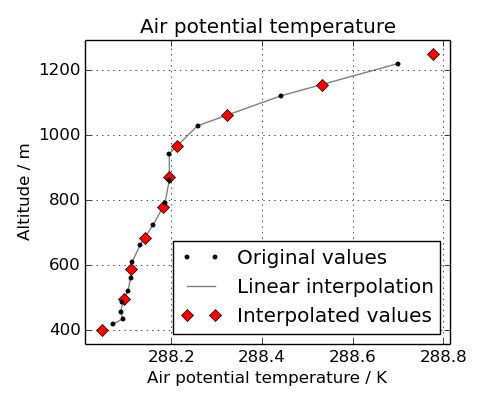 Air potential temperature
1200
1000
800
600
400
Altitude / m
Original values
Linear interpolation
Interpolated values
288.2 288.4 288.6 288.8
Air potential temperature / K